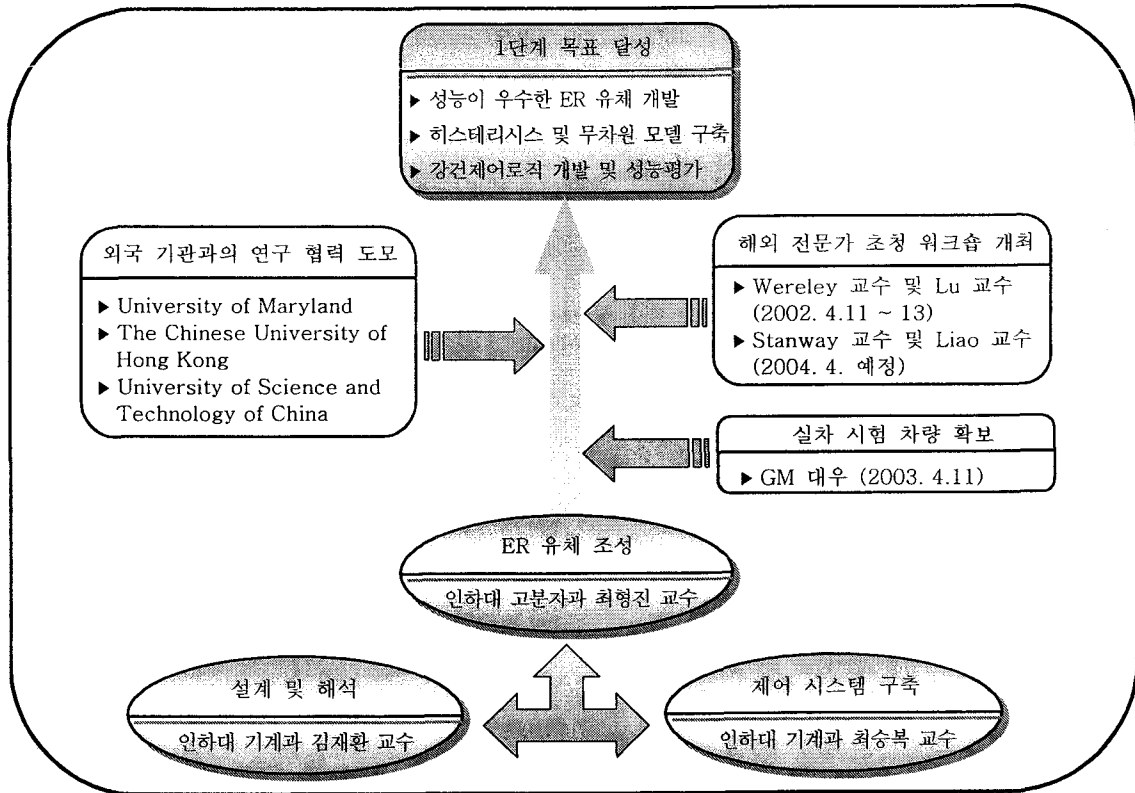 1단계 목표 달성
▶ 성능이 우수한 ER 유체 개발
▶ 히스테리시스 및 무차원 모델 구축
▶ 강건제어로직 개발 및 성능평가
외국 기관과의 연구 협력 도모
▶ University of Maryland
▶ The Chinese University of
Hong Kong
▶ University of Science and
Technology of China
해외 전문가 초청 워크숍 개최
▶ Wereley 교수 및 Lu 교수
(2002. 4.11 ~ 13)
▶ Stanway 교수 및 Liao 교수
(2004. 4. 예정)
실차 시험 차량 확보
▶ GM 대우 (2003. 4.11)
ER 유체 조성
인하대 고분자과 최형진 교수
설계 및 해석
인하대 기계과 김재환 교수
제어 시스템 구축
인하대 기계과 최승복 교수